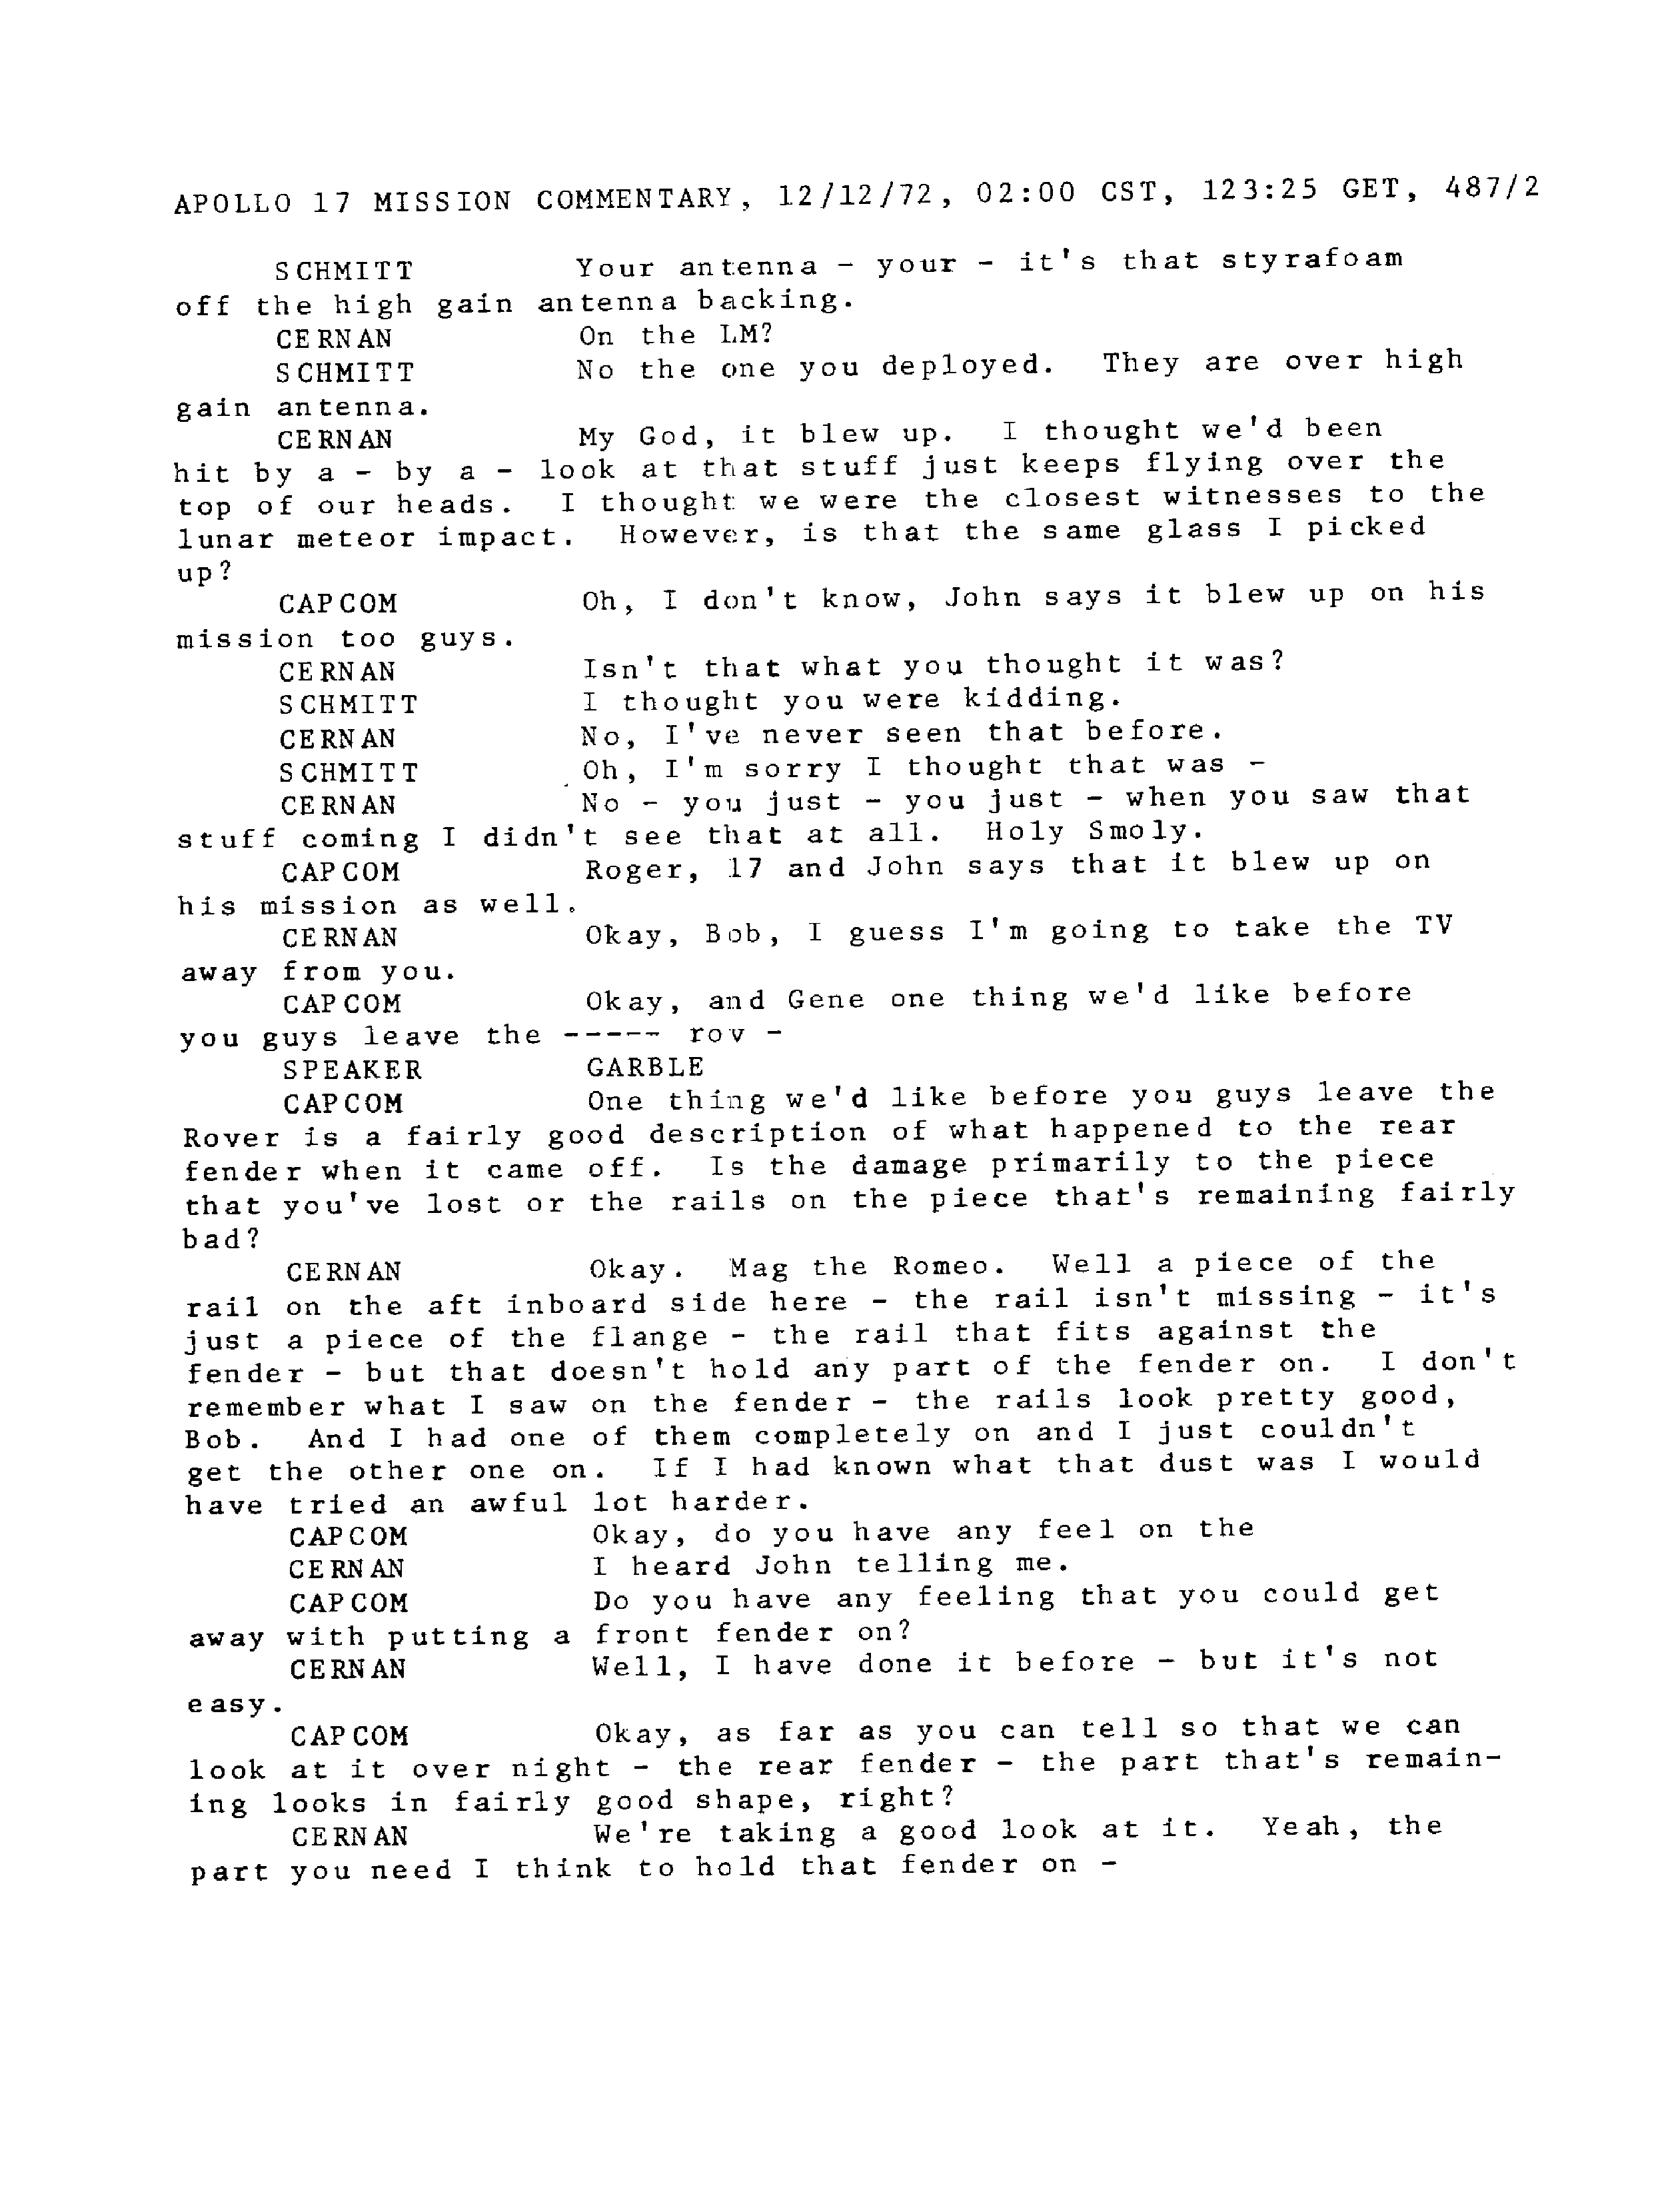 APOLLO 17 MISSION COMMENTARY, 12/12/72, 02:00 CST, 123:25 GET, 487/2
SCHMITT Your antenna - your - it's that styrafoam
off the high gain antenna backing.
CERNAN On the LM?
SCHMITT No the one you deployed. They are over high
gain antenna.
CERNAN My God, it blew up. I thought we'd been
hit by a - by a - look at that stuff just keeps flying over the
top of our heads. I thought we were the closest witnesses to the
lunar meteor impact. However, is that the same glass I picked
up?
CAPCOM Oh, I don't know, John says it blew up on his
mission too guys.
CERNAN Isn't that what you thought it was?
SCHMITT I thought you were kidding.
CERNAN No, I've never seen that before.
SCHMITT Oh, I'm sorry I thought that was -
CERNAN No - you just - you just - when you saw that
stuff coming I didn't see that at all. Holy Smoly.
CAPCOM Roger, 17 and John says that it blew up on
his mission as well.
CERNAN Okay, Bob, I guess I'm going to take the TV
away from you.
CAPCOM Okay, and Gene one thing we'd like before
you guys leave the ----- rov -
SPEAKER GARBLE
CAPCOM One thing we'd like before you guys leave the
Rover is a fairly good description of what happened to the rear
fender when it came off. Is the damage primarily to the piece
that you've lost or the rails on the piece that's remaining fairly
bad?
CERNAN Okay. Mag the Romeo. Well a piece of the
rail on the aft inboard side here - the rail isn't missing - it's
just a piece of the flange - the rail that fits against the
fender - but that doesn't hold any part of the fender on. I don't
remember what I saw on the fender - the rails look pretty good,
Bob. And I had one of them completely on and I just couldn't
get the other one on. If I had known what that dust was I would
have tried an awful lot harder.
CAPCOM Okay, do you have any feel on the
CERNAN I heard John telling me.
CAPCOM Do you have any feeling that you could get
away with putting a front fender on?
CERNAN Well, I have done it before - but it's not
easy.
CAPCOM Okay, as far as you can tell so that we can
look at it over night - the rear fender - the part that's remain-
ing looks in fairly good shape, right?
CERNAN We're taking a good look at it. Yeah, the
part you need I think to hold that fender on -